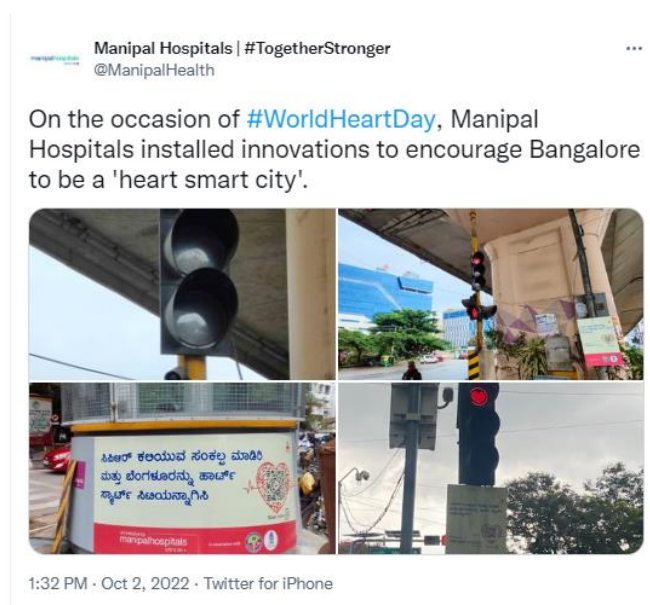 Manipal Hospitals | #TogetherStronger
@ManipalHealth
On the occasion of #WorldHeartDay, Manipal
Hospitals installed innovations to encourage Bangalore
to be a 'heart smart city'.
ಸಿಪಿಆರ್ ಕಲಿಯುವ ಸಂಕಲ್ಪ ಮಾಡಿರಿ
ಮತ್ತು ಬೆಂಗಳೂರನ್ನು ಹಾರ್ಟ್
ಸ್ಮಾರ್ಟ್ ಸಿಟಿಯನ್ನಾಗಿಸಿ
manipalhospitals
1:32 PM · Oct 2, 2022 · Twitter for iPhone